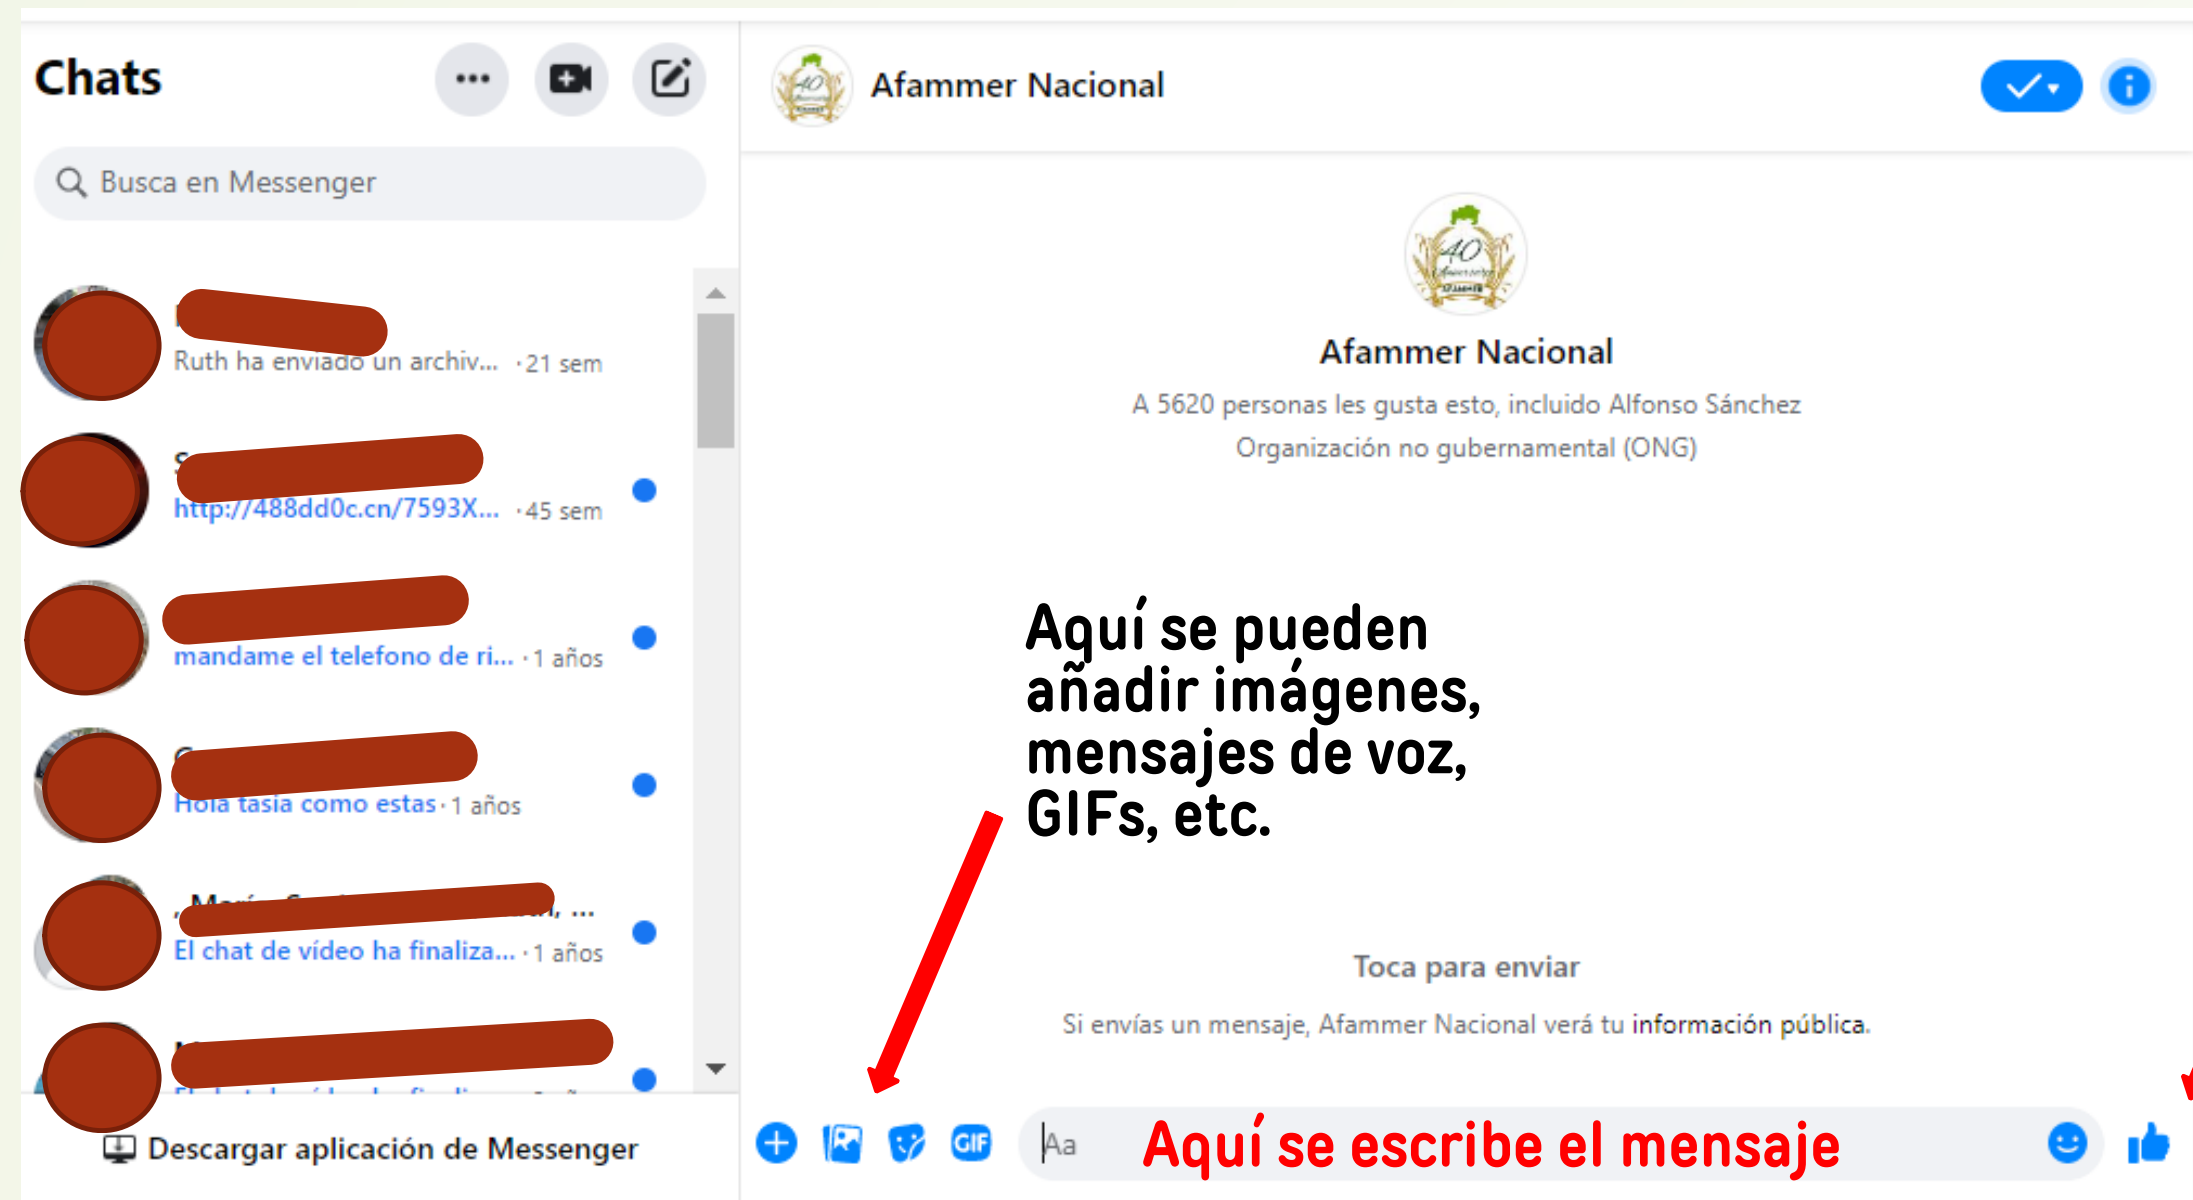 Chats
Busca en Messenger
Ruth ha enviado un archiv... · 21 sem
http://488dd0c.cn/7593X... · 45 sem
mandame el telefono de ri... · 1 años
Hola tasia como estas · 1 años
El chat de vídeo ha finaliza... · 1 años
Descargar aplicación de Messenger
Afammer Nacional
40
Afammer Nacional
A 5620 personas les gusta esto, incluido Alfonso Sánchez
Organización no gubernamental (ONG)
Aquí se pueden
añadir imágenes,
mensajes de voz,
GIFs, etc.
Toca para enviar
Si envías un mensaje, Afammer Nacional verá tu información pública.
GIF
Aa
Aquí se escribe el mensaje